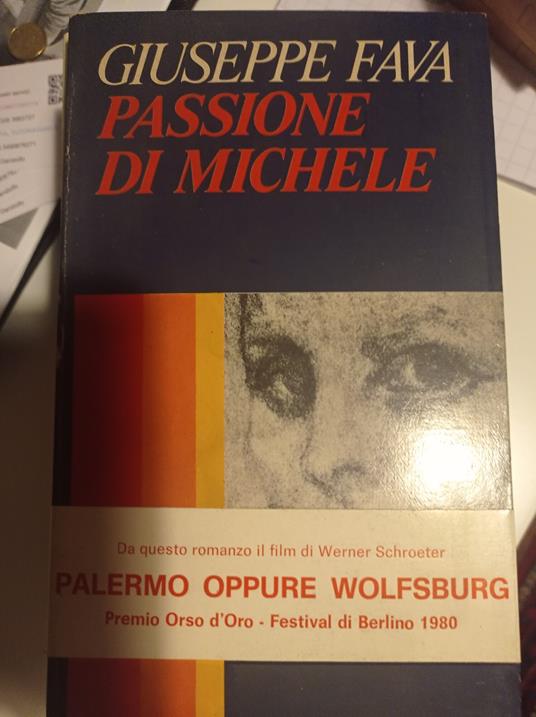 GIUSEPPE FAVA
PASSIONE
DI MICHELE
Da questo romanzo il film di Werner Schroeter
PALERMO OPPURE WOLFSBURG
Premio Orso d'Oro - Festival di Berlino 1980